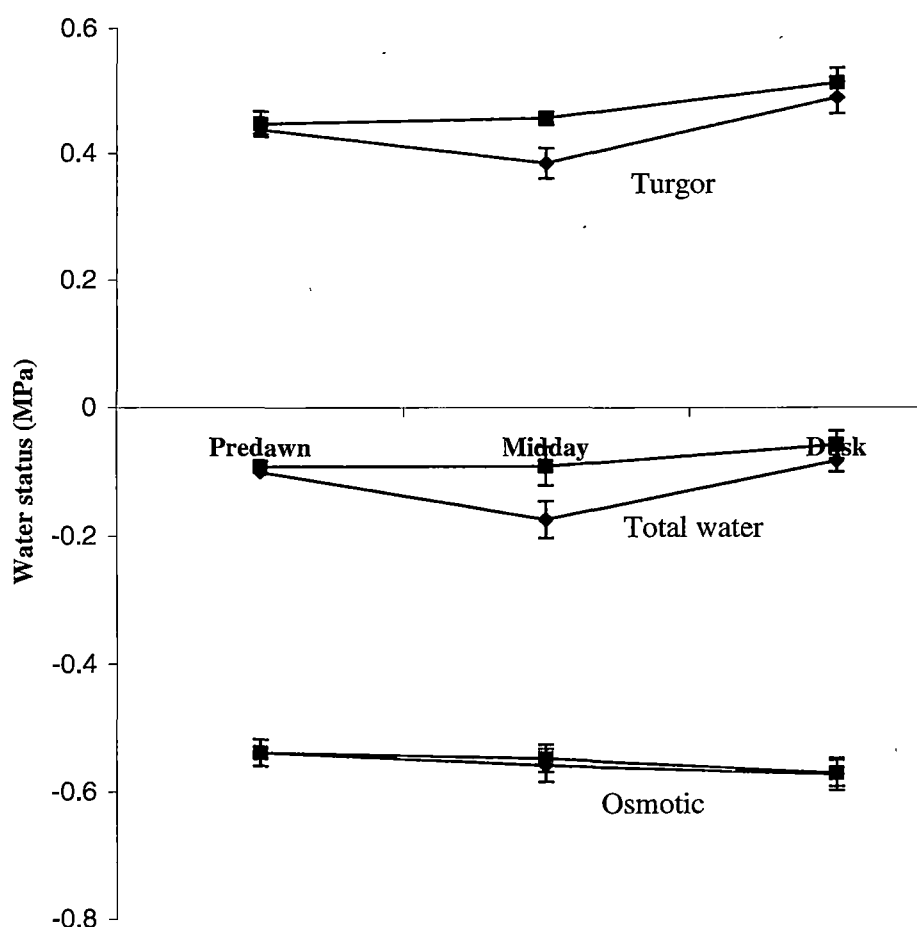 0.6
0.4
Turgor
0.2
0
Water status (MPa)
Predawn Midday Dusk
-0.2
Total water
-0.4
-0.6
Osmotic
-0.8